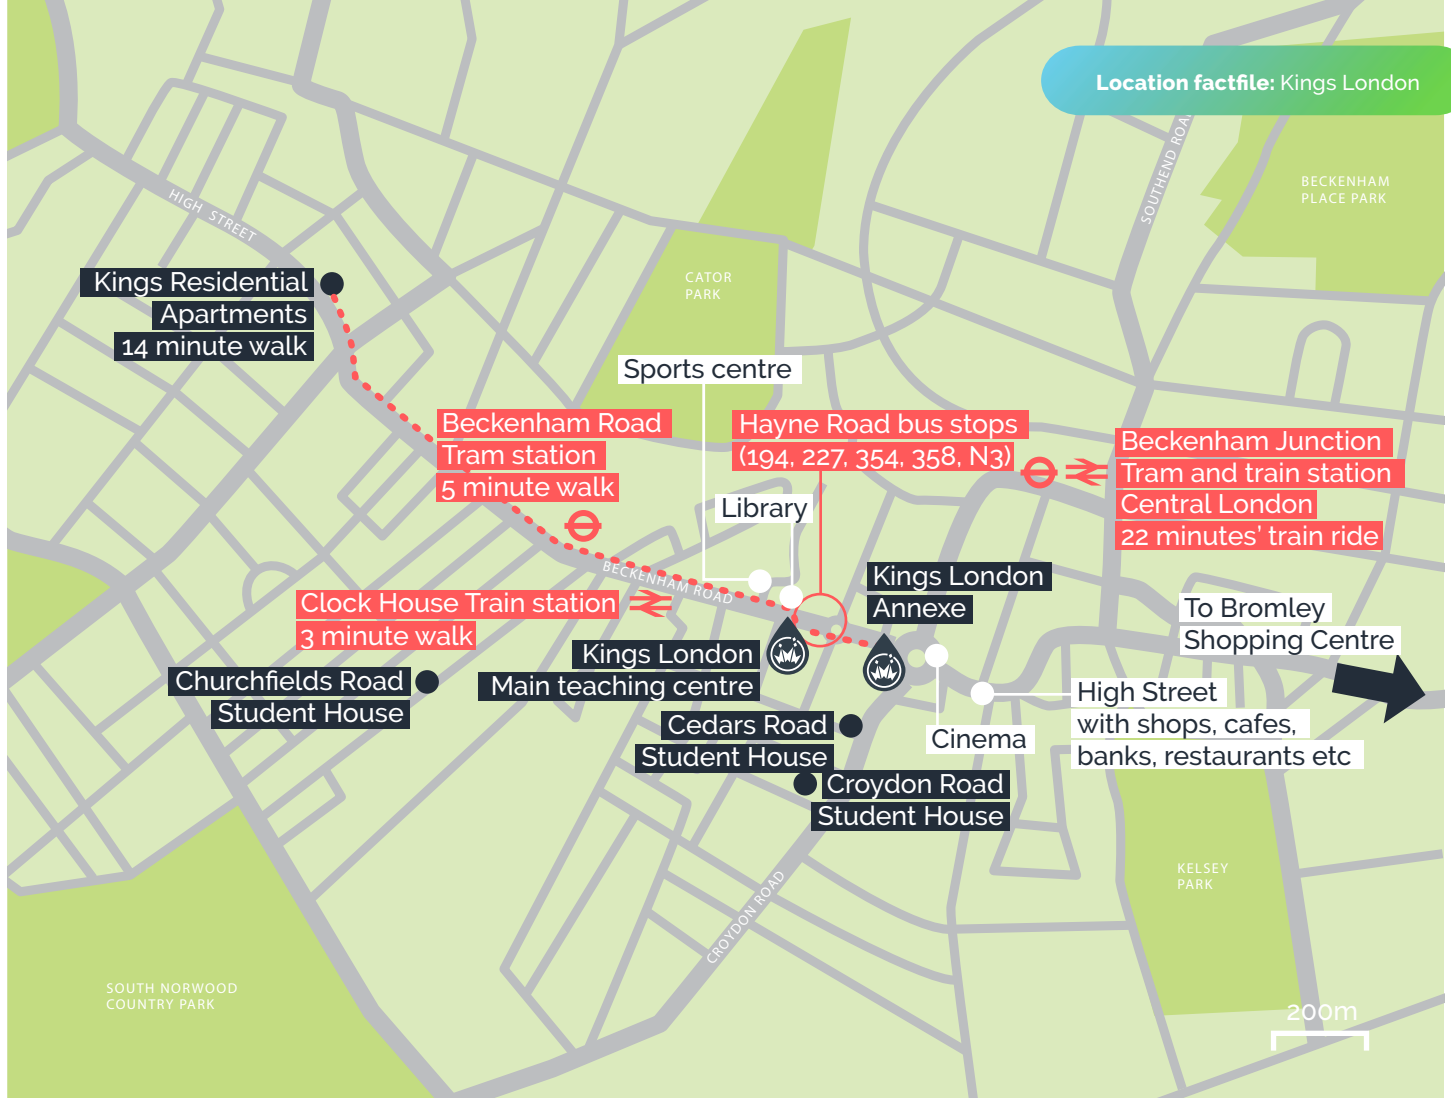 Location factfile: Kings London
SOUTHEND ROAD
BECKENHAM
PLACE PARK
HIGH STREET
CATOR
PARK
Kings Residential
Apartments
14 minute walk
Sports centre
Beckenham Road
Tram station
5 minute walk
Hayne Road bus stops
(194, 227, 354, 358, N3)
Beckenham Junction
Tram and train station
Central London
22 minutes’ train ride
Library
BECKENHAM ROAD
Kings London
Annexe
Clock House Train station
3 minute walk
To Bromley
Shopping Centre
Kings London
Main teaching centre
Churchfields Road
Student House
High Street
with shops, cafes,
banks, restaurants etc
Cedars Road
Student House
Cinema
Croydon Road
Student House
CROYDON ROAD
KELSEY
PARK
SOUTH NORWOOD
COUNTRY PARK
200m